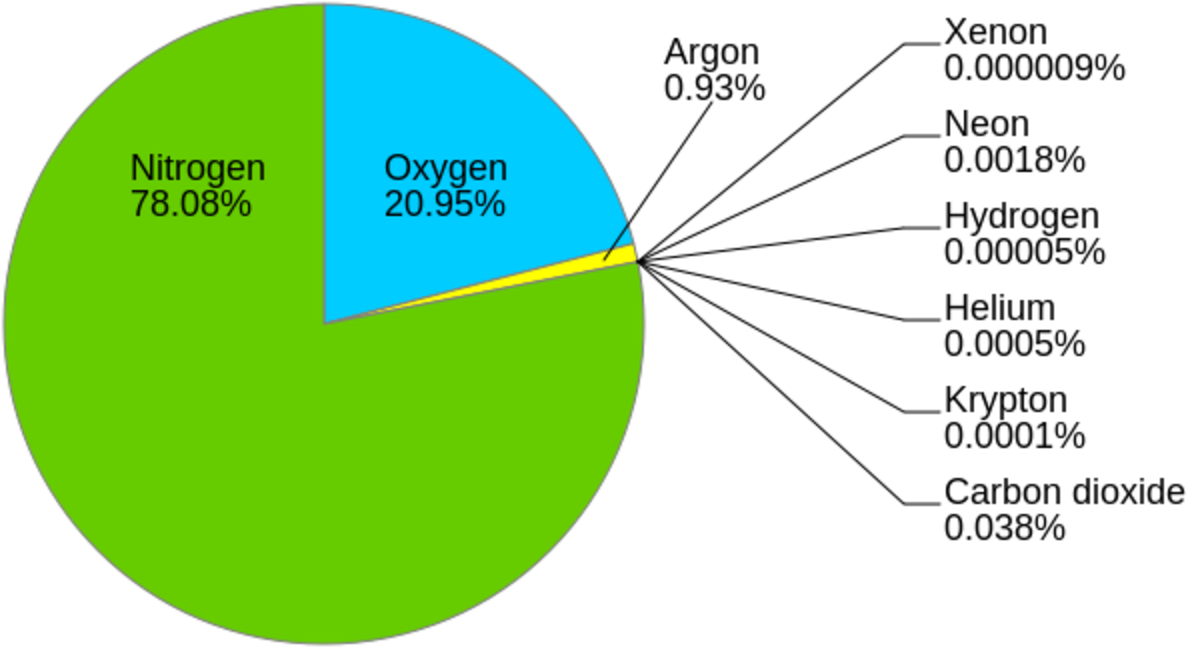 Nitrogen
78.08%
Oxygen
20.95%
Argon
0.93%
Xenon
0.000009%
Neon
0.0018%
Hydrogen
0.00005%
Helium
0.0005%
Krypton
0.0001%
Carbon dioxide
0.038%